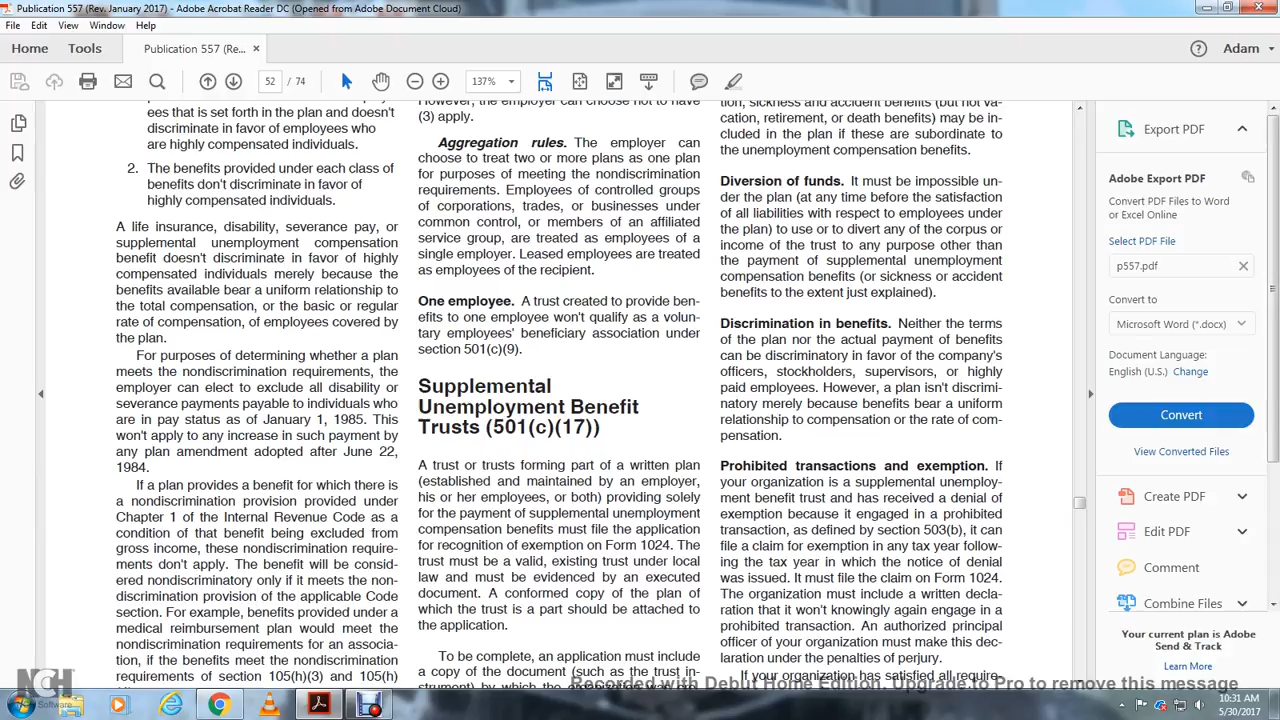 Publication 557 (Rev. January 2017) - Adobe Acrobat Reader DC (Opened from Adobe Document Cloud)
File Edit View Window Help
Home Tools Publication 557 (Re... × Adam
52 / 74 137%
ees that is set forth in the plan and doesn't
discriminate in favor of employees who
are highly compensated individuals.
2. The benefits provided under each class of
benefits don't discriminate in favor of
highly compensated individuals.
A life insurance, disability, severance pay, or
supplemental unemployment compensation
benefit doesn't discriminate in favor of highly
compensated individuals merely because the
benefits available bear a uniform relationship to
the total compensation, or the basic or regular
rate of compensation, of employees covered by
the plan.
For purposes of determining whether a plan
meets the nondiscrimination requirements, the
employer can elect to exclude all disability or
severance payments payable to individuals who
are in pay status as of January 1, 1985. This
won't apply to any increase in such payment by
any plan amendment adopted after June 22,
1984.
If a plan provides a benefit for which there is
a nondiscrimination provision provided under
Chapter 1 of the Internal Revenue Code as a
condition of that benefit being excluded from
gross income, these nondiscrimination require-
ments don't apply. The benefit will be consid-
ered nondiscriminatory only if it meets the non-
discrimination provision of the applicable Code
section. For example, benefits provided under a
medical reimbursement plan would meet the
nondiscrimination requirements for an associa-
tion, if the benefits meet the nondiscrimination
requirements of section 105(h)(3) and 105(h)
However, the employer can choose not to have
(3) apply.
Aggregation rules. The employer can
choose to treat two or more plans as one plan
for purposes of meeting the nondiscrimination
requirements. Employees of controlled groups
of corporations, trades, or businesses under
common control, or members of an affiliated
service group, are treated as employees of a
single employer. Leased employees are treated
as employees of the recipient.
One employee. A trust created to provide ben-
efits to one employee won't qualify as a volun-
tary employees' beneficiary association under
section 501(c)(9).
Supplemental
Unemployment Benefit
Trusts (501(c)(17))
A trust or trusts forming part of a written plan
(established and maintained by an employer,
his or her employees, or both) providing solely
for the payment of supplemental unemployment
compensation benefits must file the application
for recognition of exemption on Form 1024. The
trust must be a valid, existing trust under local
law and must be evidenced by an executed
document. A conformed copy of the plan of
which the trust is a part should be attached to
the application.
To be complete, an application must include
a copy of the document (such as the trust in-
strument) by which the
tion, sickness and accident benefits (but not va-
cation, retirement, or death benefits) may be in-
cluded in the plan if these are subordinate to
the unemployment compensation benefits.
Diversion of funds. It must be impossible un-
der the plan (at any time before the satisfaction
of all liabilities with respect to employees under
the plan) to use or to divert any of the corpus or
income of the trust to any purpose other than
the payment of supplemental unemployment
compensation benefits (or sickness or accident
benefits to the extent just explained).
Discrimination in benefits. Neither the terms
of the plan nor the actual payment of benefits
can be discriminatory in favor of the company's
officers, stockholders, supervisors, or highly
paid employees. However, a plan isn't discrimi-
natory merely because benefits bear a uniform
relationship to compensation or the rate of com-
pensation.
Prohibited transactions and exemption. If
your organization is a supplemental unemploy-
ment benefit trust and has received a denial of
exemption because it engaged in a prohibited
transaction, as defined by section 503(b), it can
file a claim for exemption in any tax year follow-
ing the tax year in which the notice of denial
was issued. It must file the claim on Form 1024.
The organization must include a written decla-
ration that it won't knowingly again engage in a
prohibited transaction. An authorized principal
officer of your organization must make this dec-
laration under the penalties of perjury.
If your organization has satisfied all require-
Export PDF
Adobe Export PDF
Convert PDF Files to Word
or Excel Online
Select PDF File
p557.pdf
Convert to
Microsoft Word (*.docx)
Document Language:
English (U.S.) Change
Convert
View Converted Files
Create PDF
Edit PDF
Comment
Combine Files
Your current plan is Adobe
Send & Track
Learn More
Recorded with Debut Home Edition. Upgrade to Pro to remove this message
NCH Software
10:31 AM
5/30/2017